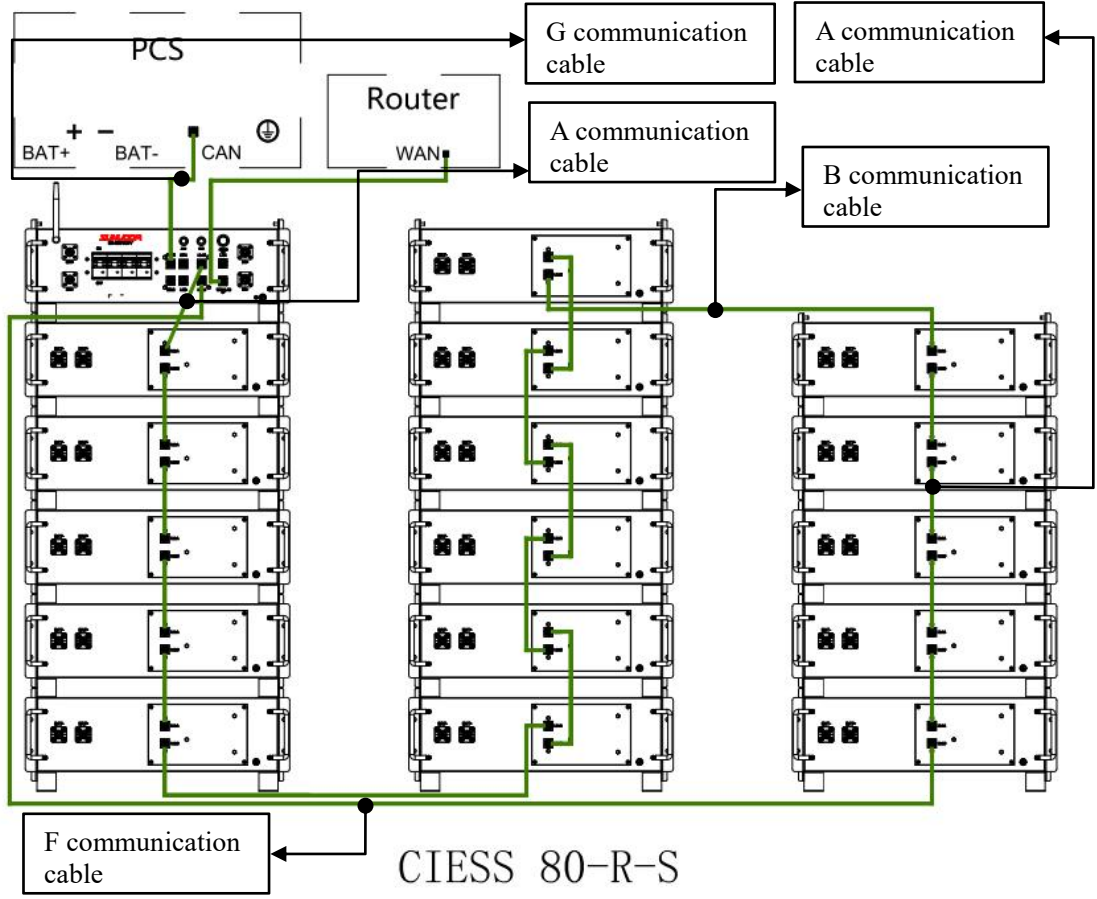 G communication
cable
A communication
cable
PCS
Router
A communication
cable
BAT+
BAT-
CAN
WAN
B communication
cable
F communication
cable
CIESS 80-R-S